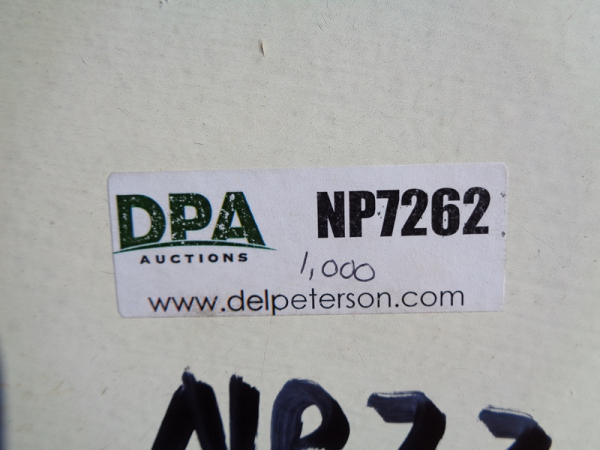 DPA NP7262
AUCTIONS 1,000
www.delpeterson.com